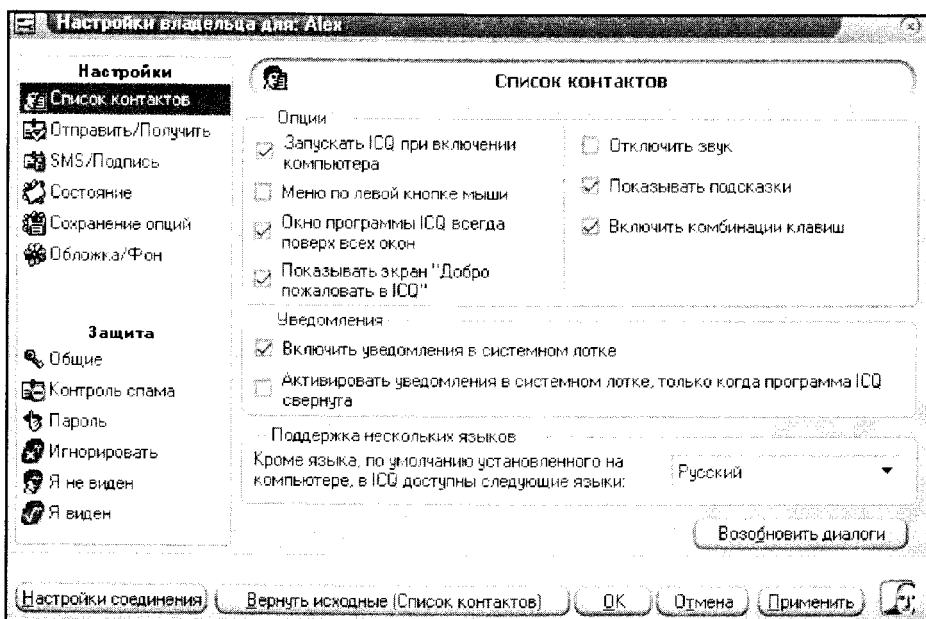 Настройки владельца для: Alex
Настройки
Список контактов
Отправить/Получить
SMS/Подпись
Состояние
Сохранение опций
Обложка/Фон
Защита
Общие
Контроль спама
Пароль
Игнорировать
Я не виден
Я виден
Список контактов
Опции
Запускать ICQ при включении
компьютера
Меню по левой кнопке мыши
Окно программы ICQ всегда
поверх всех окон
Показывать экран "Добро
пожаловать в ICQ"
Отключить звук
Показывать подсказки
Включить комбинации клавиш
Уведомления
Включить уведомления в системном лотке
Активировать уведомления в системном лотке, только когда программа ICQ
свернута
Поддержка нескольких языков
Кроме языка, по умолчанию установленного на
компьютере, в ICQ доступны следующие языки:
Русский
Возобновить диалоги
Настройки соединения
Вернуть исходные (Список контактов)
OK
Отмена
Применить